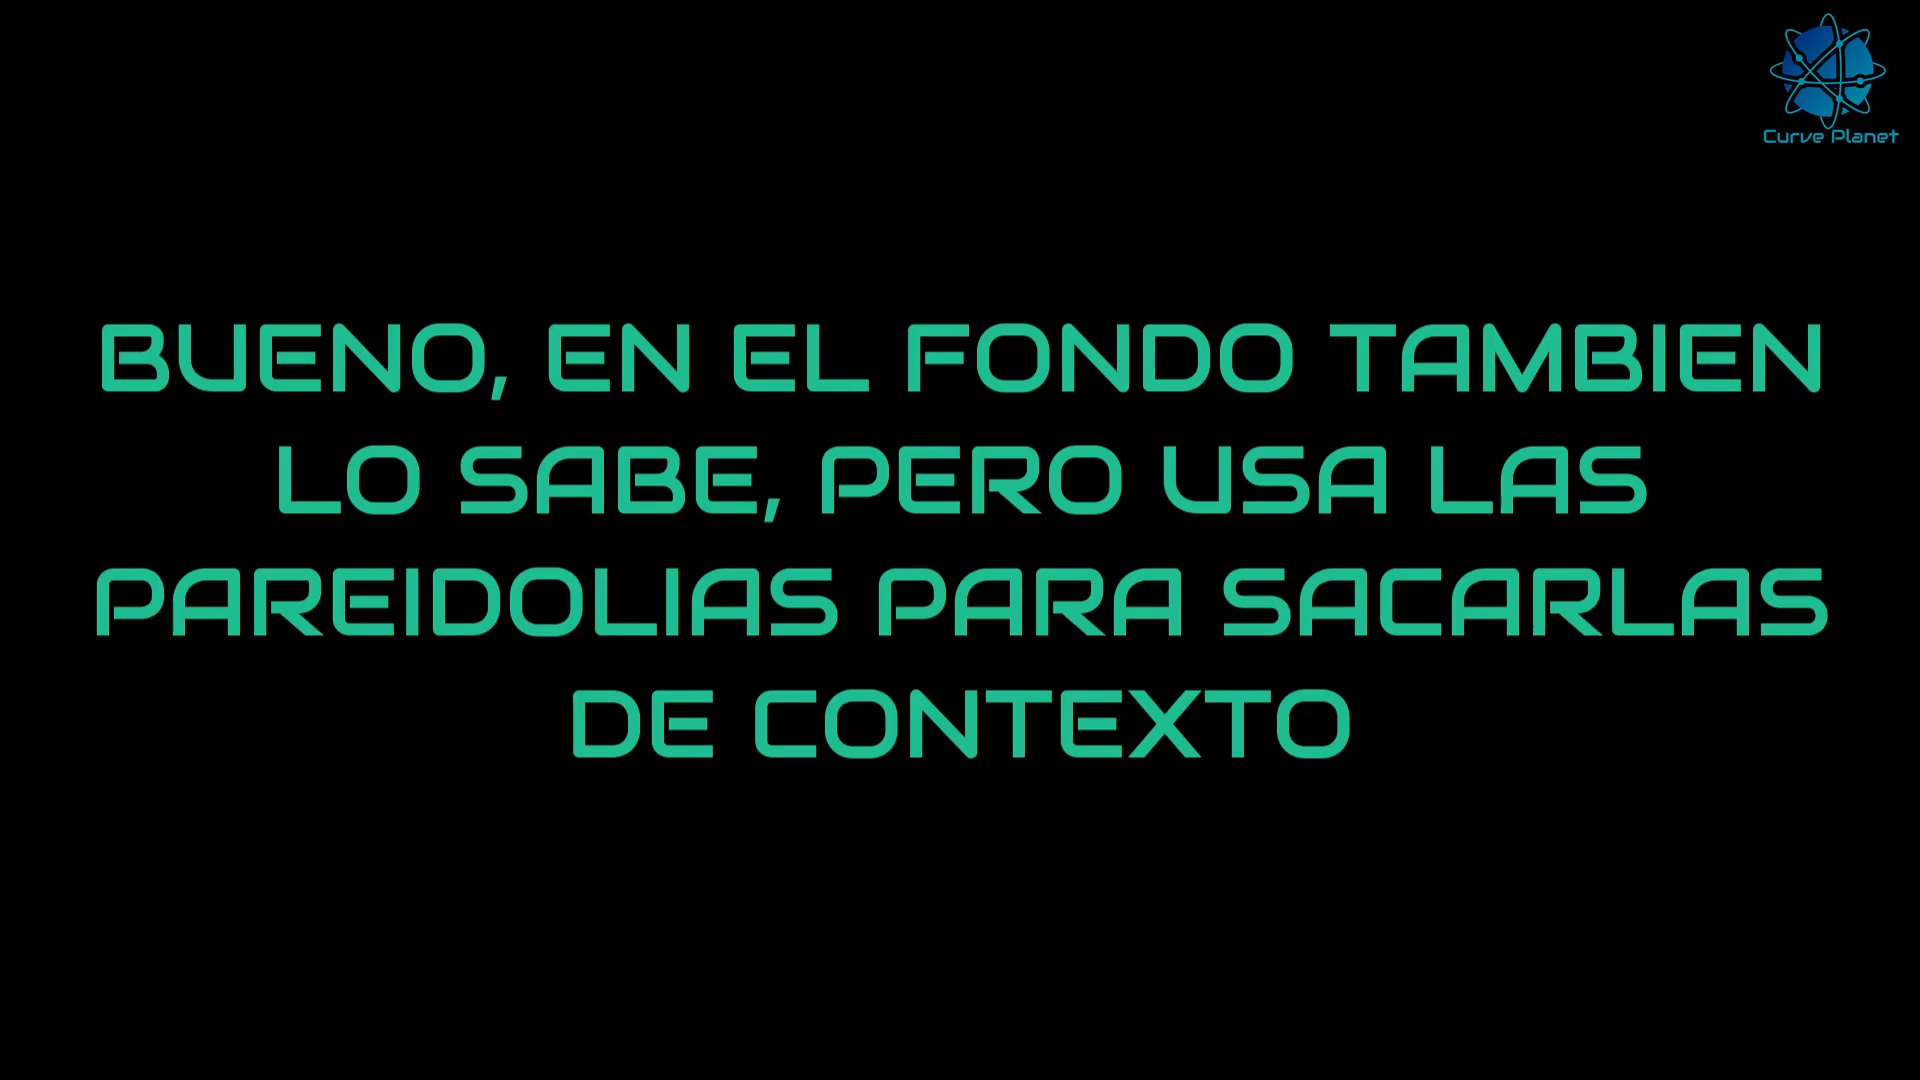 Curve Planet
BUENO, EN EL FONDO TAMBIEN
LO SABE, PERO USA LAS
PAREIDOLIAS PARA SACARLAS
DE CONTEXTO